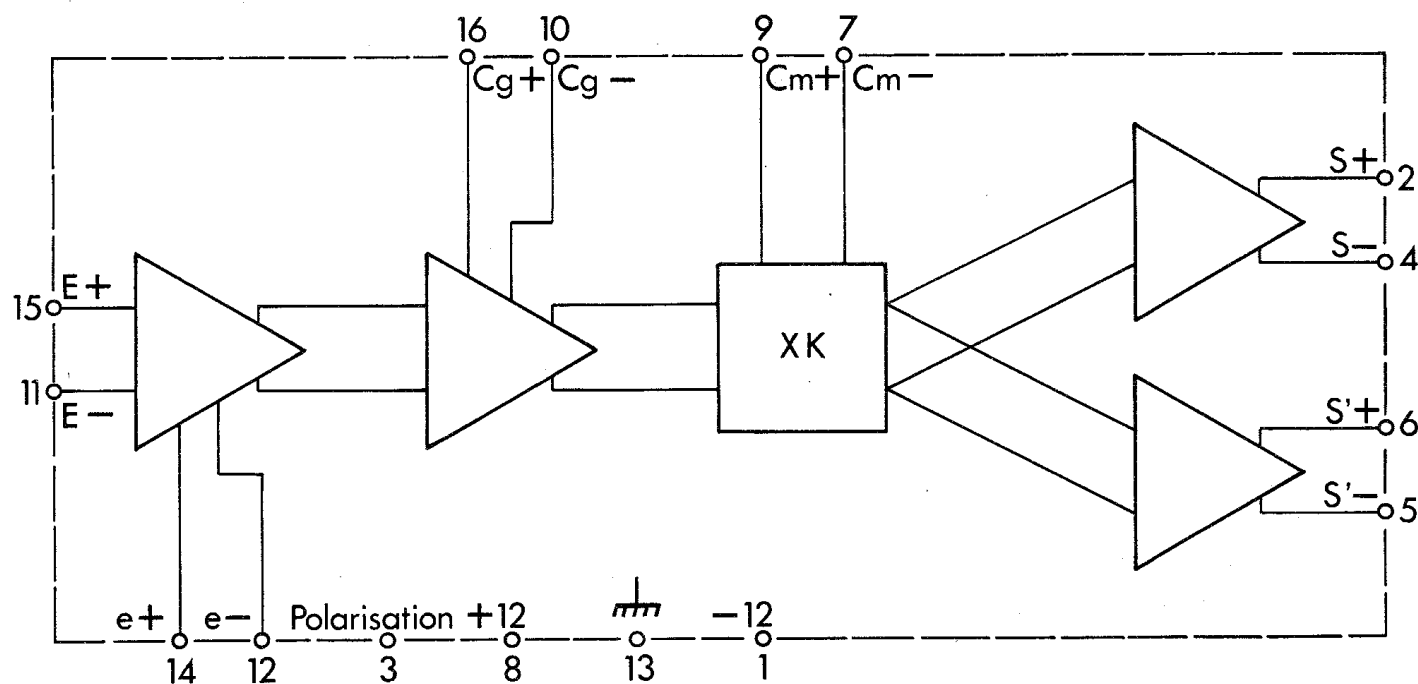 16 10 9 7
Cg+ Cg- Cm+ Cm-
S+ 2
S- 4
E+
15
XK
11
E-
S'+ 6
S'- 5
e+ e- Polarisation +12 -12
14 12 3 8 13 1